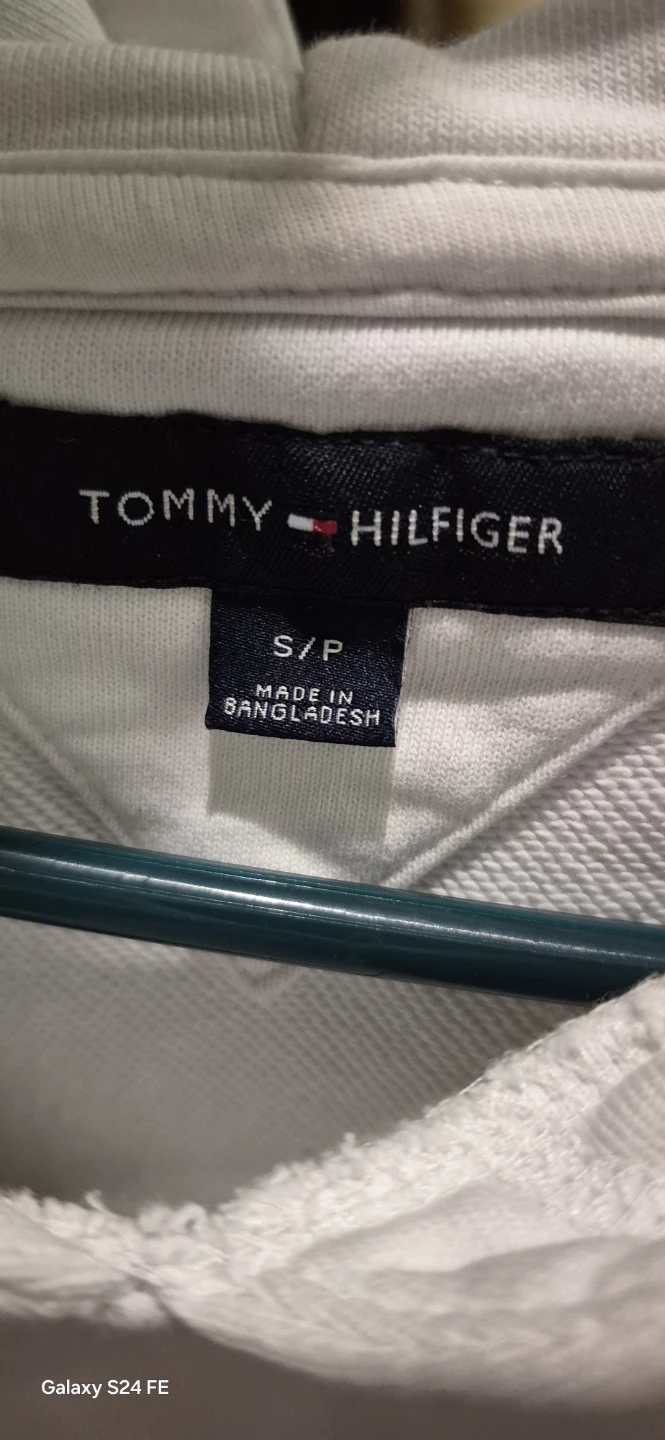 TOMMY HILFIGER
S/P
MADE IN
BANGLADESH
Galaxy S24 FE